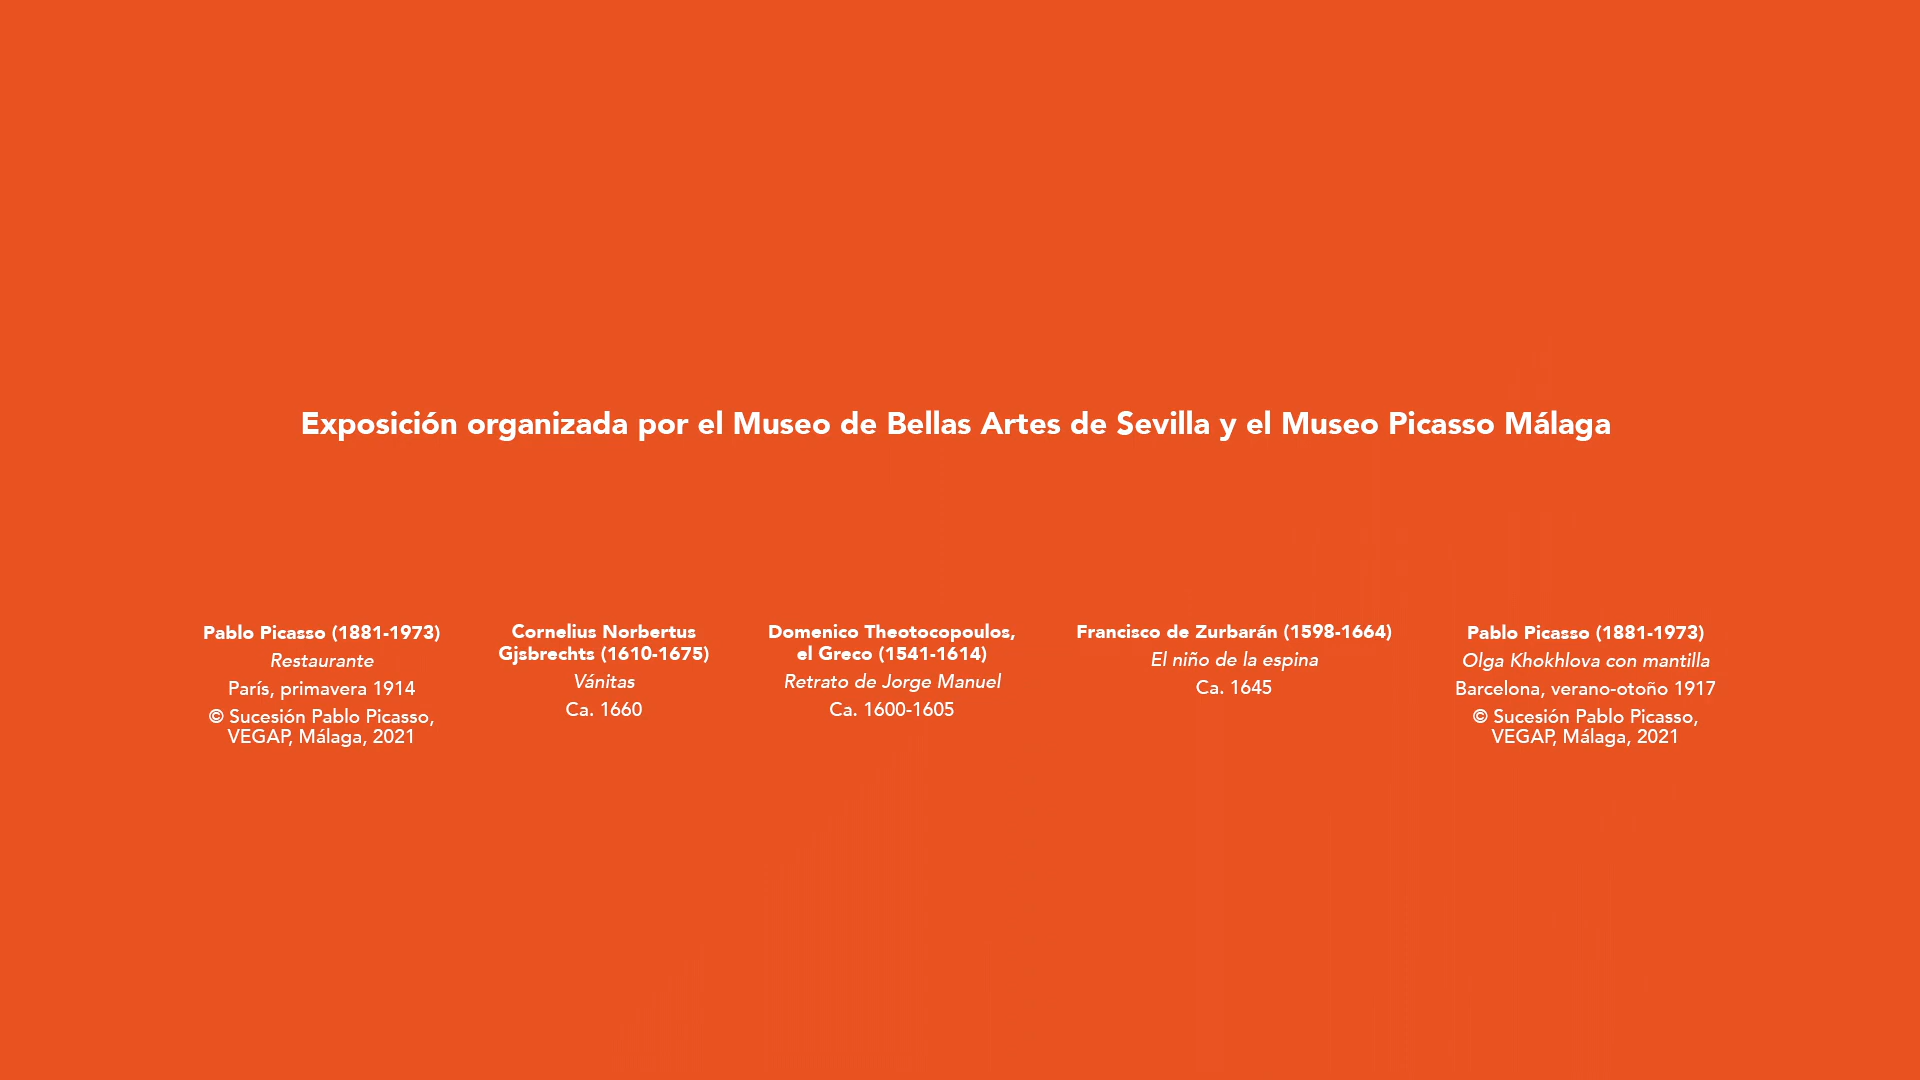 Exposición organizada por el Museo de Bellas Artes de Sevilla y el Museo Picasso Málaga
Pablo Picasso (1881-1973)
Restaurante
París, primavera 1914
© Sucesión Pablo Picasso,
VEGAP, Málaga, 2021
Cornelius Norbertus
Gjsbrechts (1610-1675)
Vánitas
Ca. 1660
Domenico Theotocopoulos,
el Greco (1541-1614)
Retrato de Jorge Manuel
Ca. 1600-1605
Francisco de Zurbarán (1598-1664)
El niño de la espina
Ca. 1645
Pablo Picasso (1881-1973)
Olga Khokhlova con mantilla
Barcelona, verano-otoño 1917
© Sucesión Pablo Picasso,
VEGAP, Málaga, 2021